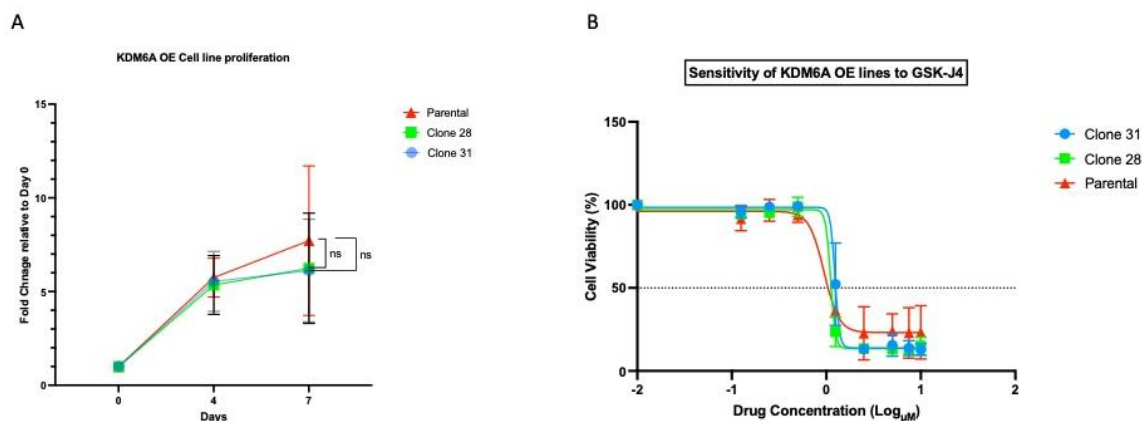 A
KDM6A OE Cell line proliferation
Fold Chnage relative to Day 0
15
10
5
0
0
4
7
Days
ns
ns
Parental
Clone 28
Clone 31
B
Sensitivity of KDM6A OE lines to GSK-J4
Cell Viability (%)
150
100
50
0
-2
-1
0
1
2
Drug Concentration (LogμM)
Clone 31
Clone 28
Parental